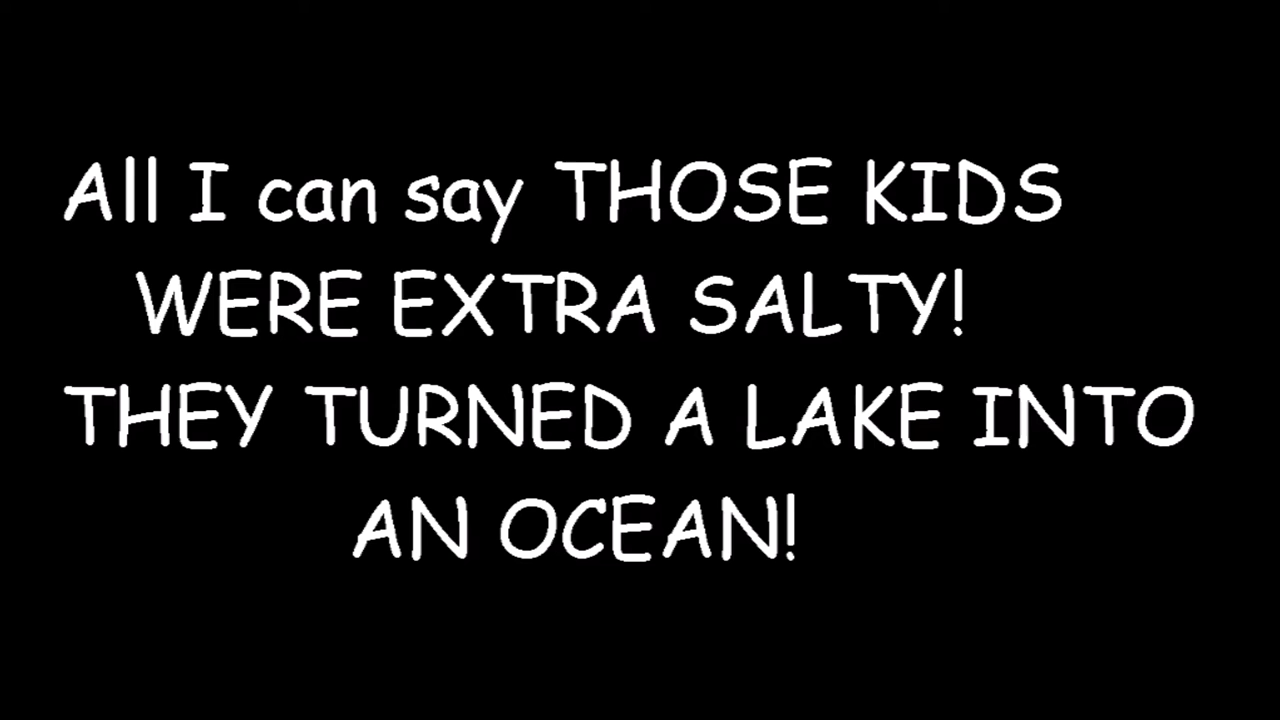 All I can say THOSE KIDS
WERE EXTRA SALTY!
THEY TURNED A LAKE INTO
AN OCEAN!